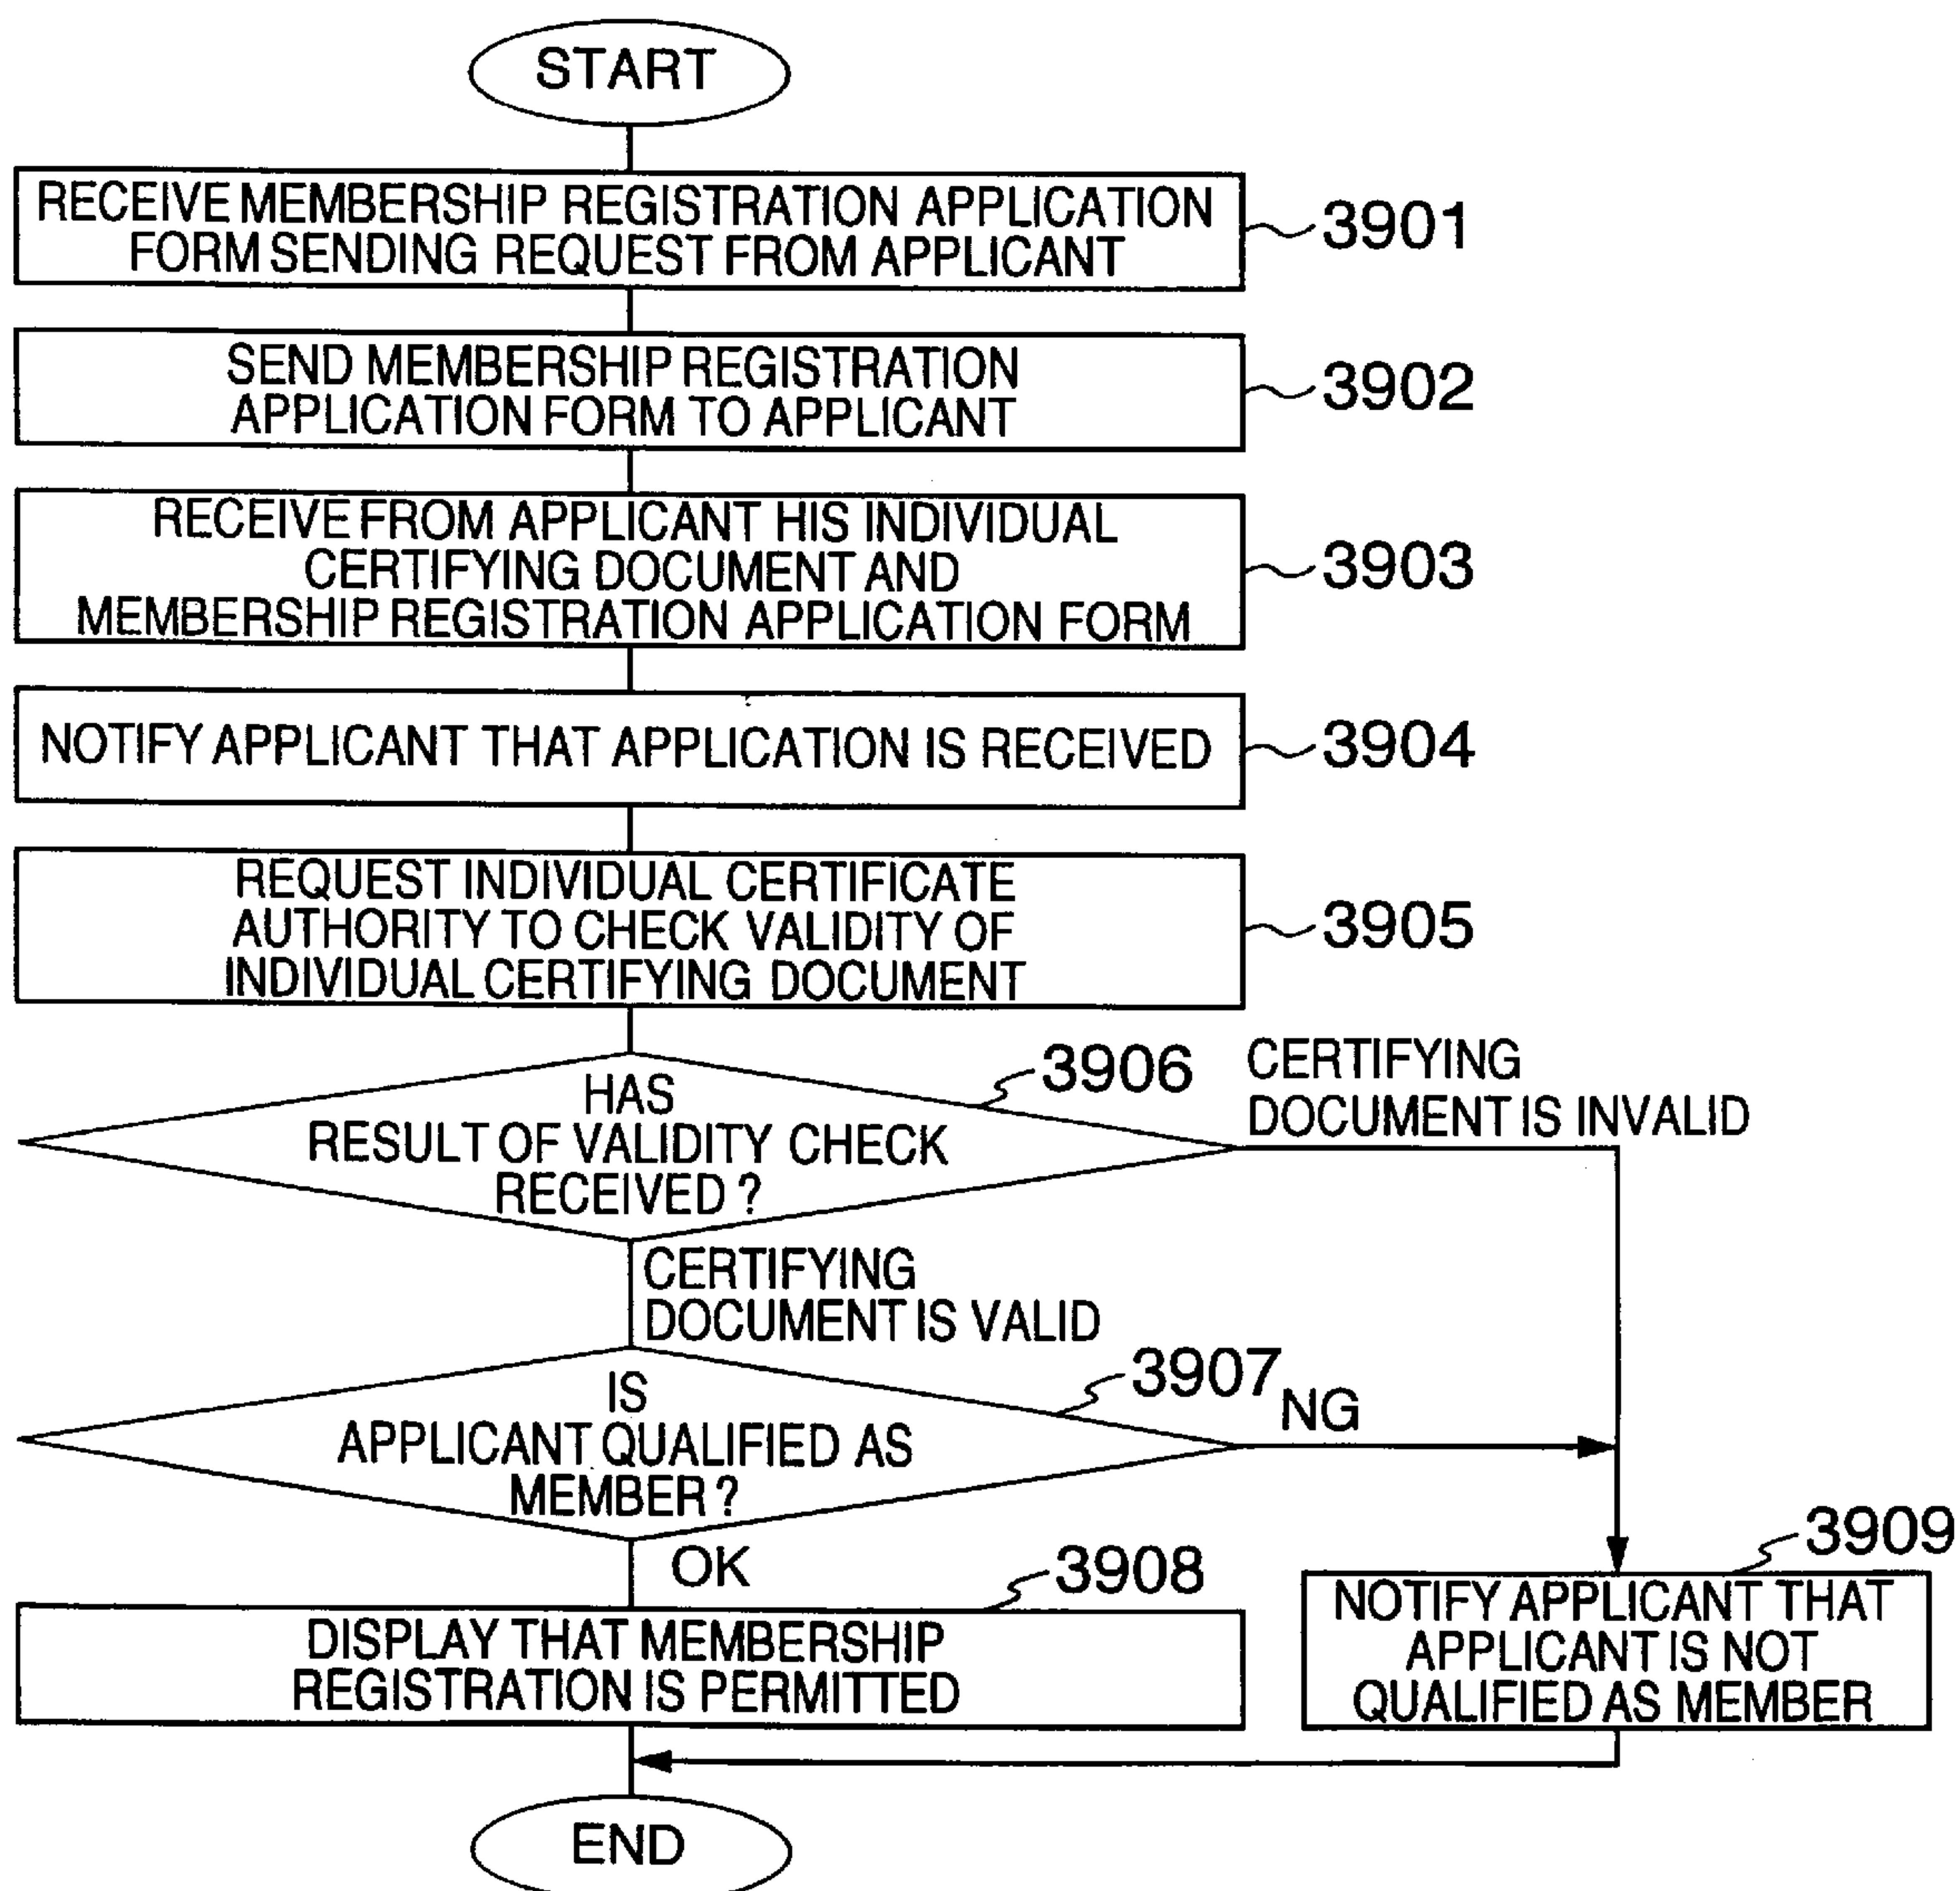 START
RECEIVE MEMBERSHIP REGISTRATION APPLICATION
FORM SENDING REQUEST FROM APPLICANT
3901
SEND MEMBERSHIP REGISTRATION
APPLICATION FORM TO APPLICANT
3902
RECEIVE FROM APPLICANT HIS INDIVIDUAL
CERTIFYING DOCUMENT AND
MEMBERSHIP REGISTRATION APPLICATION FORM
3903
NOTIFY APPLICANT THAT APPLICATION IS RECEIVED
3904
REQUEST INDIVIDUAL CERTIFICATE
AUTHORITY TO CHECK VALIDITY OF
INDIVIDUAL CERTIFYING DOCUMENT
3905
HAS
RESULT OF VALIDITY CHECK
RECEIVED ?
3906
CERTIFYING
DOCUMENT IS INVALID
CERTIFYING
DOCUMENT IS VALID
IS
APPLICANT QUALIFIED AS
MEMBER ?
3907
NG
OK
3908
DISPLAY THAT MEMBERSHIP
REGISTRATION IS PERMITTED
3909
NOTIFY APPLICANT THAT
APPLICANT IS NOT
QUALIFIED AS MEMBER
END